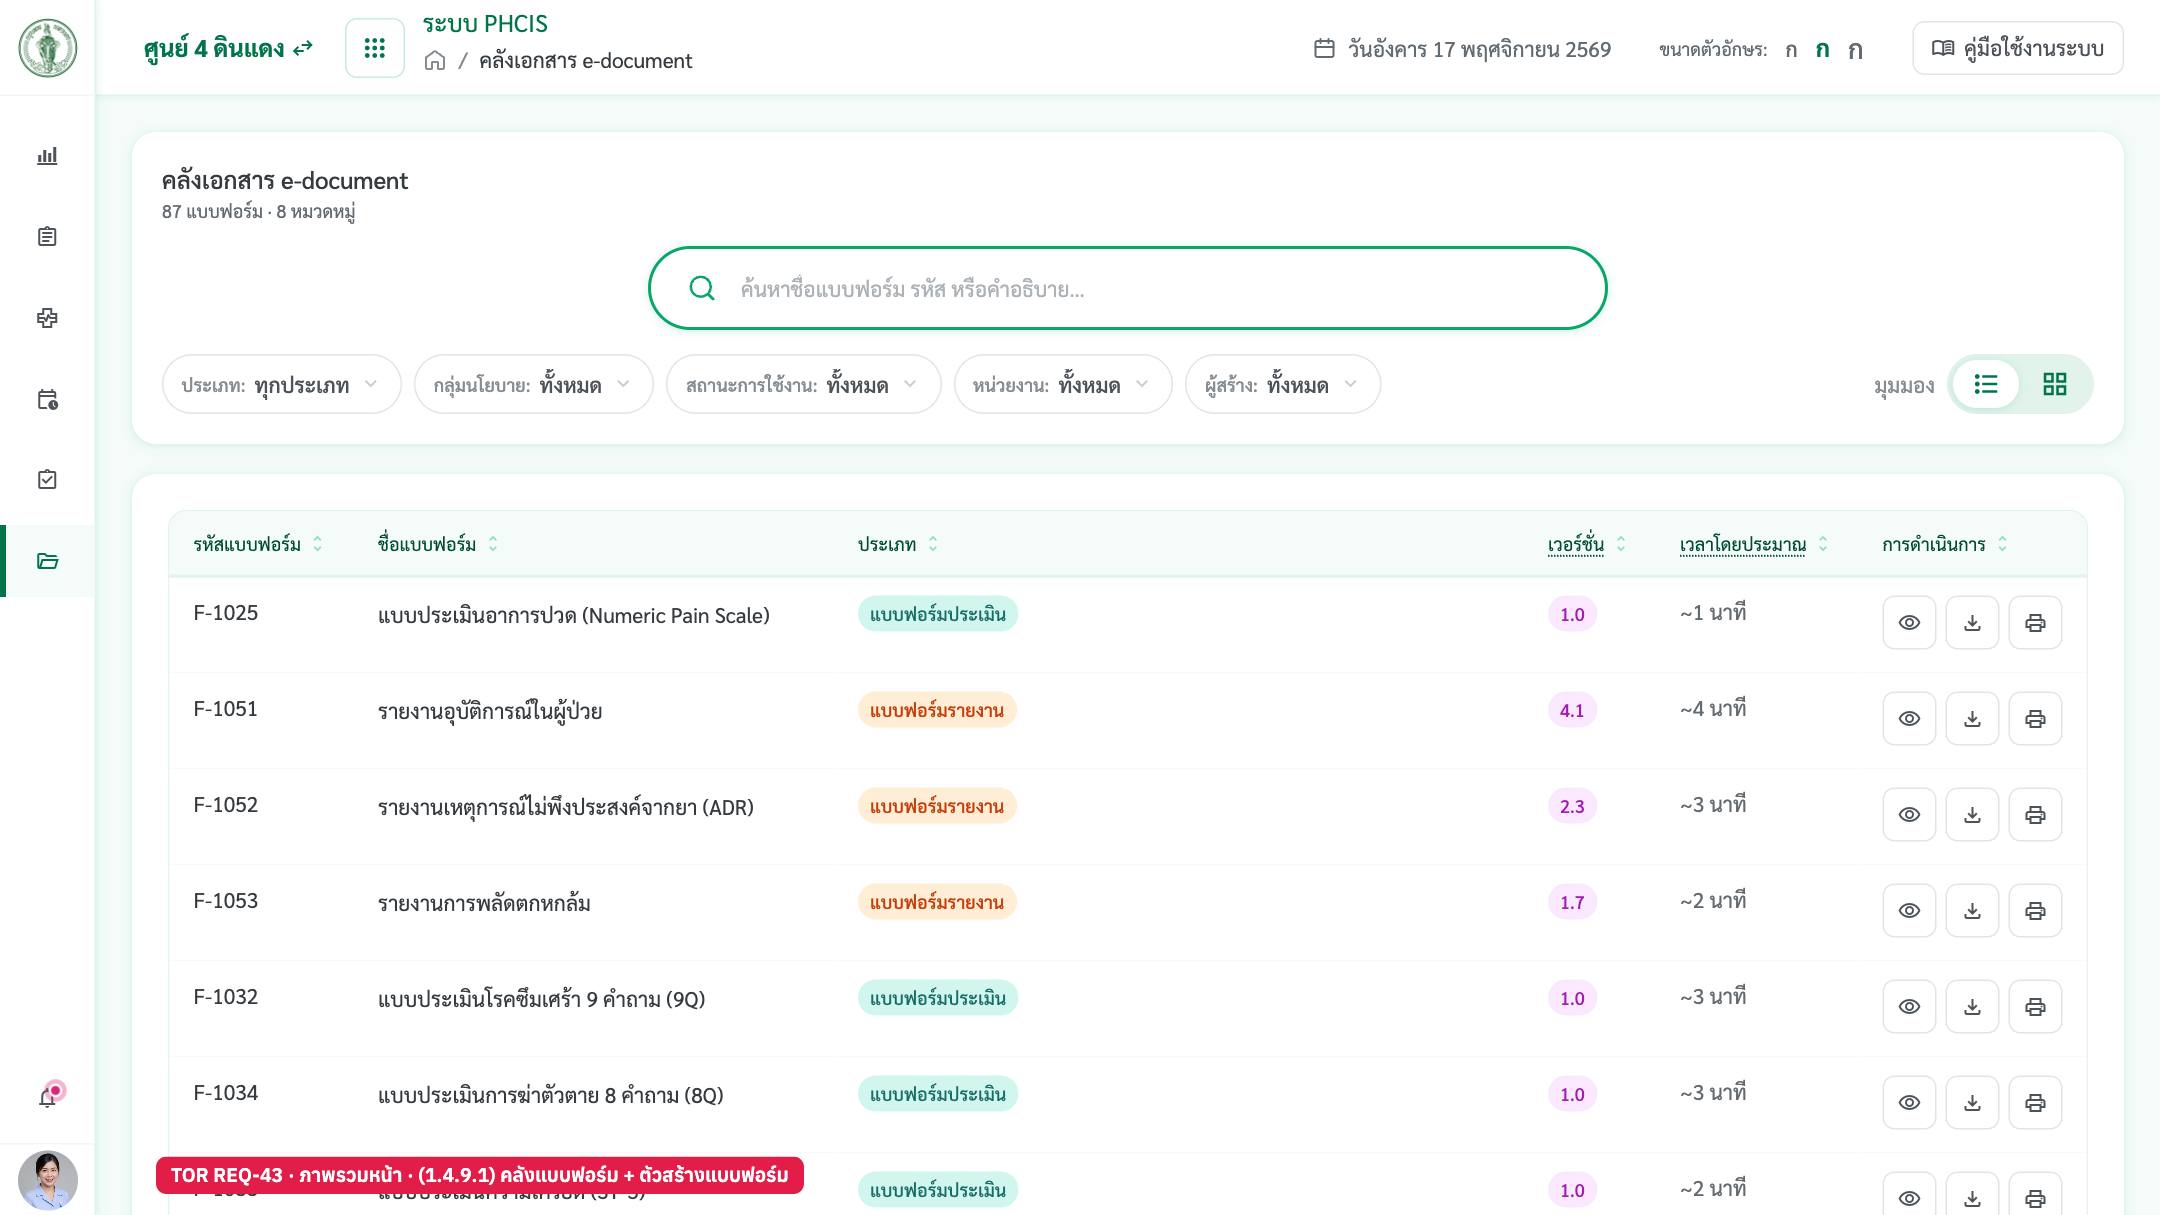 ศูนย์ 4 ดินแดง
ระบบ PHCIS
/ คลังเอกสาร e-document
วันอังคาร 17 พฤศจิกายน 2569
ขนาดตัวอักษร: ก ก ก
คู่มือใช้งานระบบ
คลังเอกสาร e-document
87 แบบฟอร์ม · 8 หมวดหมู่
ค้นหาชื่อแบบฟอร์ม รหัส หรือคำอธิบาย...
ประเภท: ทุกประเภท
กลุ่มนโยบาย: ทั้งหมด
สถานะการใช้งาน: ทั้งหมด
หน่วยงาน: ทั้งหมด
ผู้สร้าง: ทั้งหมด
มุมมอง
รหัสแบบฟอร์ม ชื่อแบบฟอร์ม ประเภท เวอร์ชั่น เวลาโดยประมาณ การดำเนินการ
F-1025 แบบประเมินอาการปวด (Numeric Pain Scale) แบบฟอร์มประเมิน 1.0 ~1 นาที
F-1051 รายงานอุบัติการณ์ในผู้ป่วย แบบฟอร์มรายงาน 4.1 ~4 นาที
F-1052 รายงานเหตุการณ์ไม่พึงประสงค์จากยา (ADR) แบบฟอร์มรายงาน 2.3 ~3 นาที
F-1053 รายงานการพลัดตกหกล้ม แบบฟอร์มรายงาน 1.7 ~2 นาที
F-1032 แบบประเมินโรคซึมเศร้า 9 คำถาม (9Q) แบบฟอร์มประเมิน 1.0 ~3 นาที
F-1034 แบบประเมินการฆ่าตัวตาย 8 คำถาม (8Q) แบบฟอร์มประเมิน 1.0 ~3 นาที
TOR REQ-43 · ภาพรวมหน้า · (1.4.9.1) คลังแบบฟอร์ม + ตัวสร้างแบบฟอร์ม
แบบฟอร์มประเมิน 1.0 ~2 นาที